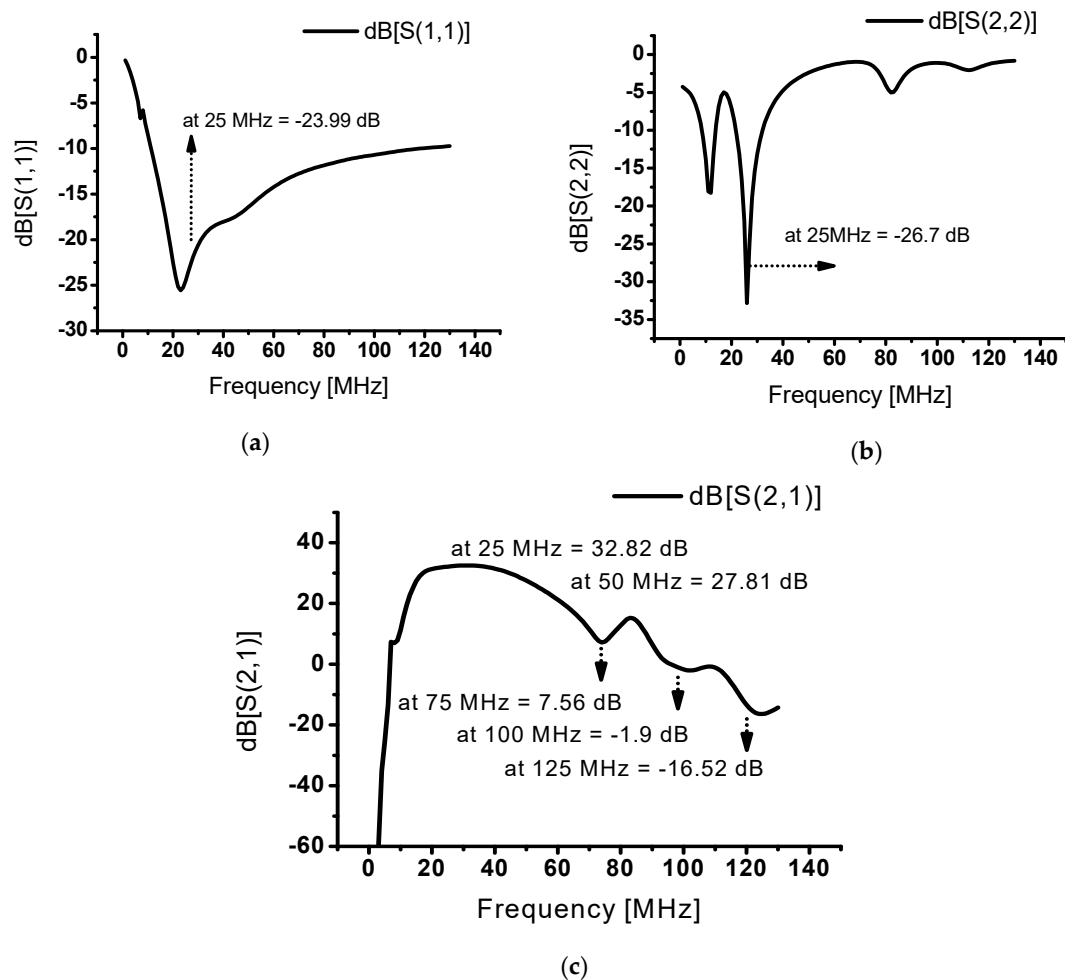 dB[S(1,1)]
0
-5
-10
-15
-20
-25
-30
dB[S(1,1)]
at 25 MHz = -23.99 dB
0 20 40 60 80 100 120 140
Frequency [MHz]
(a)
dB[S(2,2)]
0
-5
-10
-15
-20
-25
-30
-35
dB[S(2,2)]
at 25MHz = -26.7 dB
0 20 40 60 80 100 120 140
Frequency [MHz]
(b)
dB[S(2,1)]
40
20
0
-20
-40
-60
dB[S(2,1)]
at 25 MHz = 32.82 dB
at 50 MHz = 27.81 dB
at 75 MHz = 7.56 dB
at 100 MHz = -1.9 dB
at 125 MHz = -16.52 dB
0 20 40 60 80 100 120 140
Frequency [MHz]
(c)